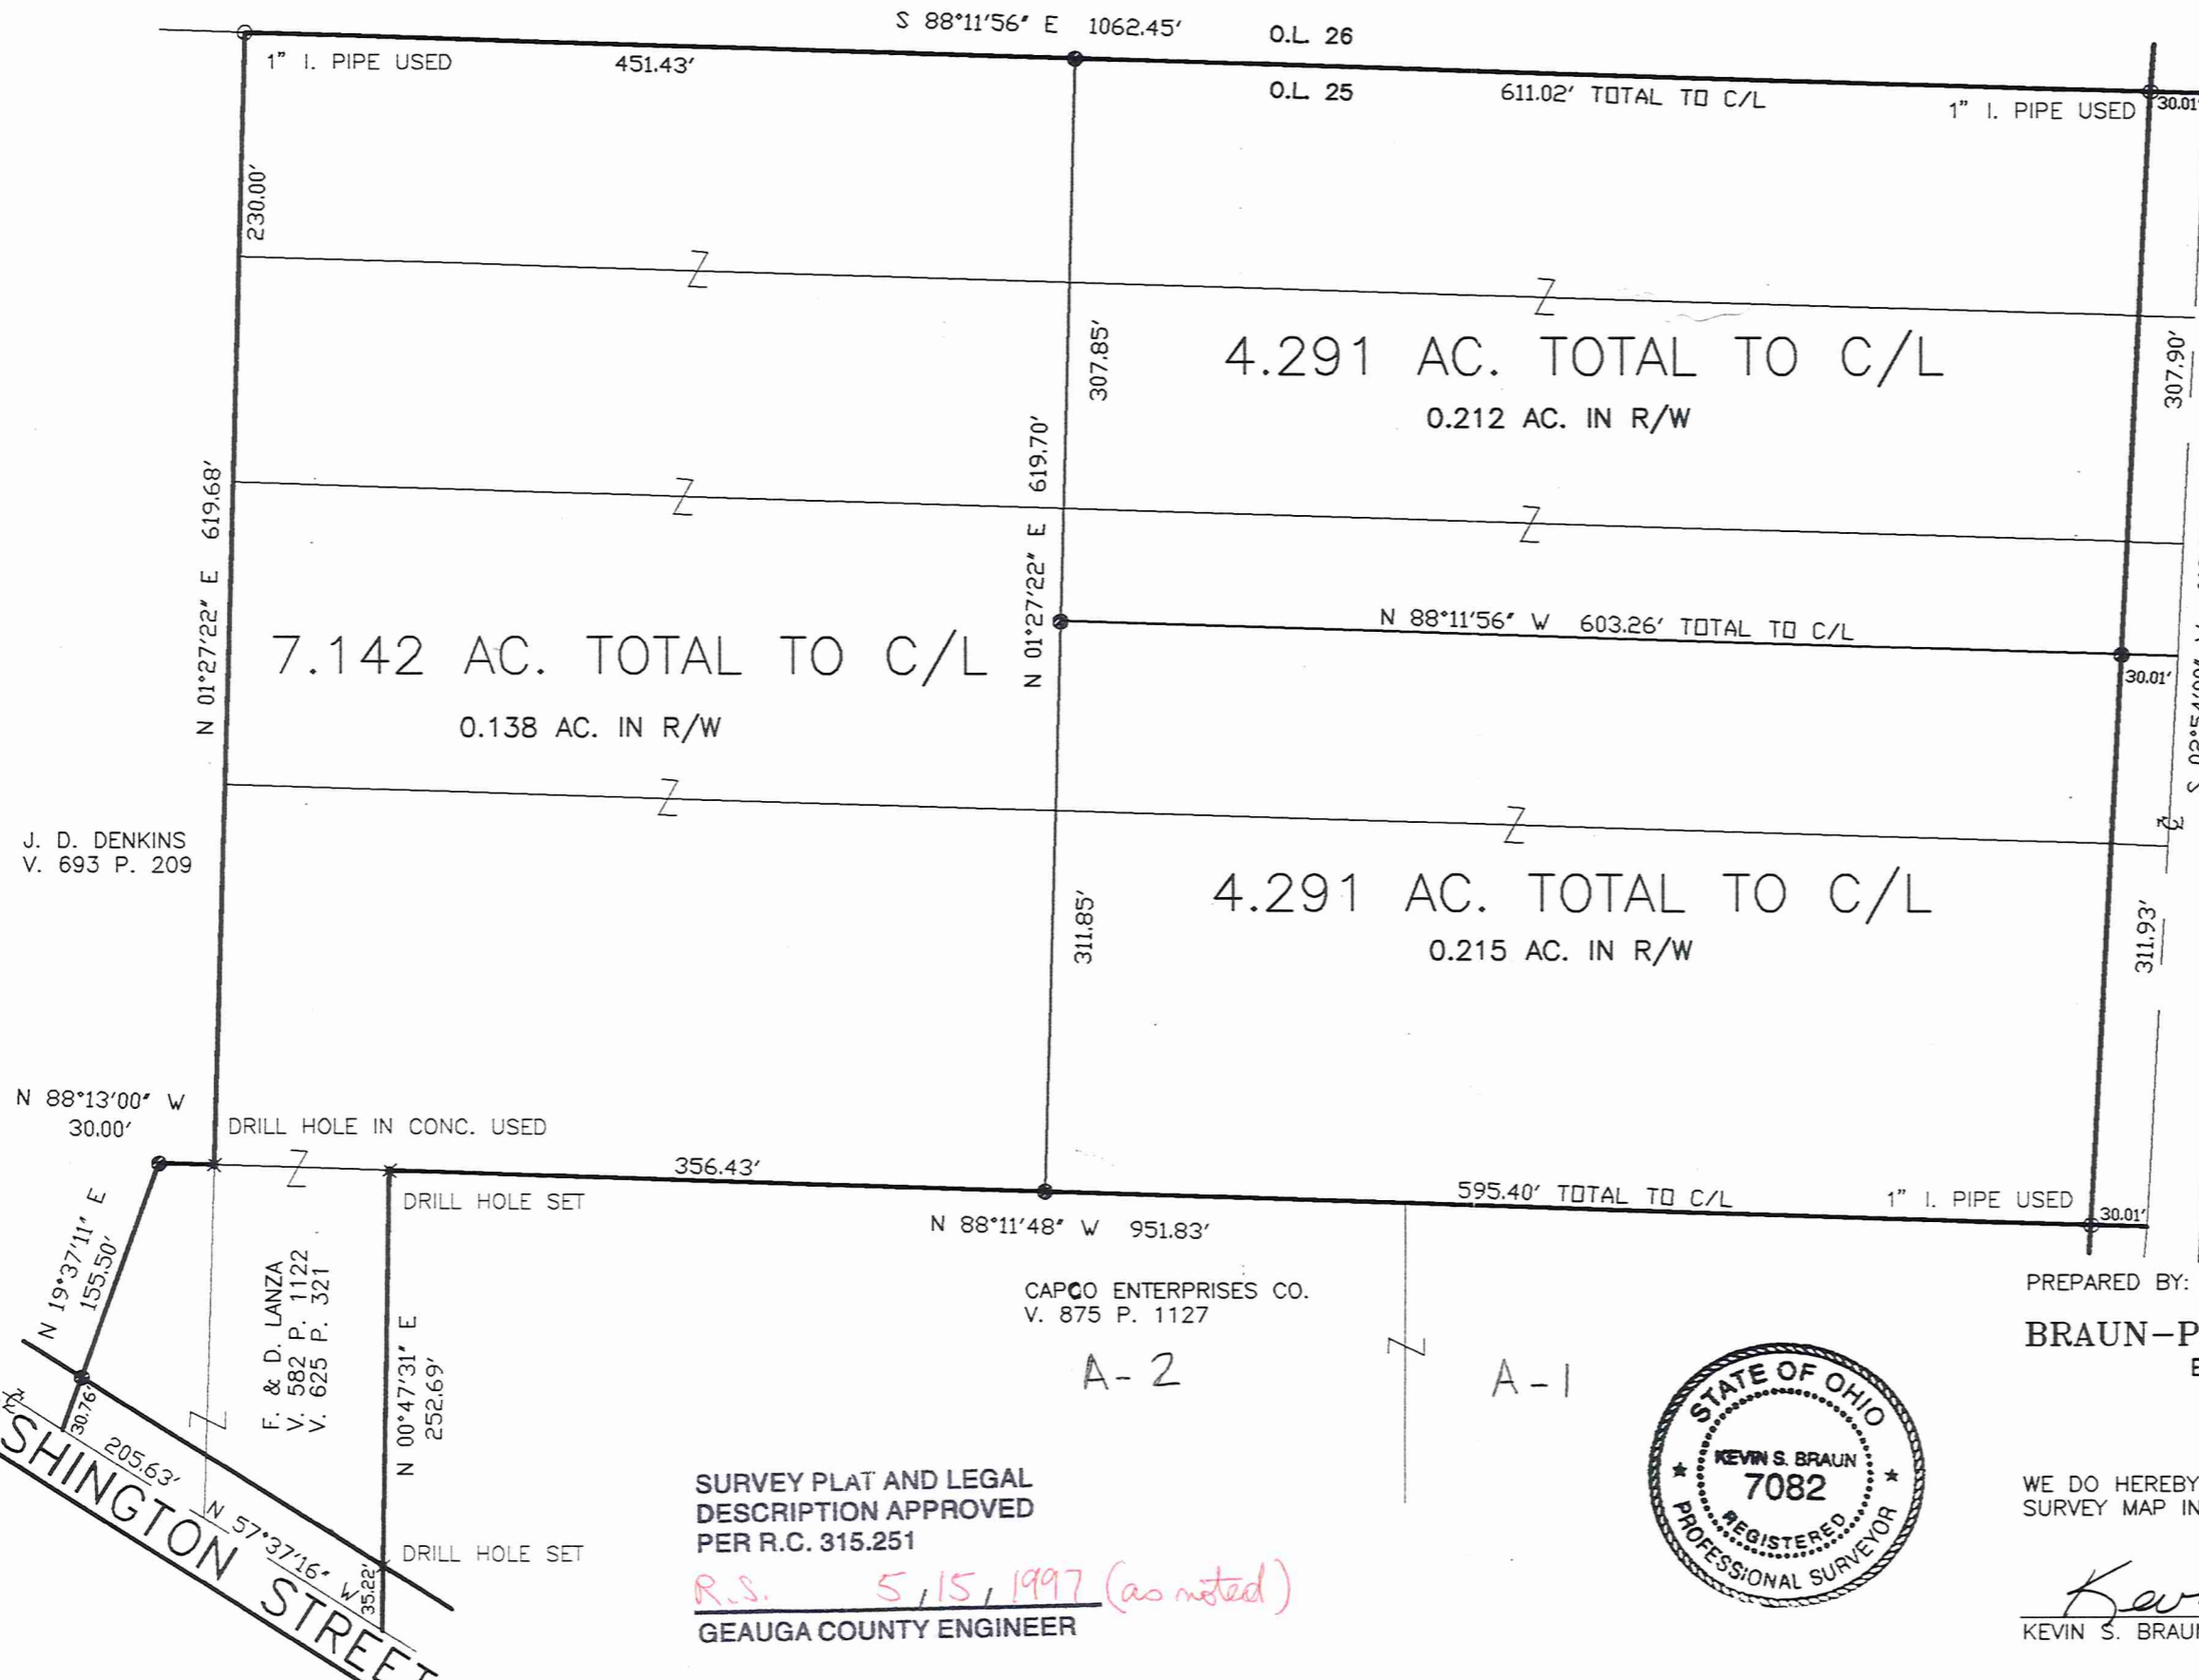 S 88°11'56" E 1062.45'
O.L. 26
1" I. PIPE USED
451.43'
O.L. 25
611.02' TOTAL TO C/L
1" I. PIPE USED
30.01'
230.00'
307.85'
4.291 AC. TOTAL TO C/L
0.212 AC. IN R/W
307.90'
N 01°27'22" E 619.68'
N 01°27'22" E 619.70'
N 88°11'56" W 603.26' TOTAL TO C/L
30.01'
7.142 AC. TOTAL TO C/L
0.138 AC. IN R/W
J. D. DENKINS
V. 693 P. 209
311.85'
4.291 AC. TOTAL TO C/L
0.215 AC. IN R/W
311.93'
N 88°13'00" W
30.00'
DRILL HOLE IN CONC. USED
356.43'
DRILL HOLE SET
595.40' TOTAL TO C/L
1" I. PIPE USED
30.01'
N 88°11'48" W 951.83'
N 19°37'11" E
155.50'
F. & D. LANZA
V. 582 P. 1122
V. 625 P. 321
N 00°47'31" E
252.69'
CAPCO ENTERPRISES CO.
V. 875 P. 1127
A-2
A-1
PREPARED BY:
BRAUN-P
30.76'
205.63'
N 57°37'16" W
35.22'
SHINGTON STREET
DRILL HOLE SET
SURVEY PLAT AND LEGAL
DESCRIPTION APPROVED
PER R.C. 315.251
R.S. 5/15/1997 (as noted)
GEAUGA COUNTY ENGINEER
STATE OF OHIO
KEVIN S. BRAUN
7082
REGISTERED
PROFESSIONAL SURVEYOR
WE DO HEREBY
SURVEY MAP IN
Kev
KEVIN S. BRAUN